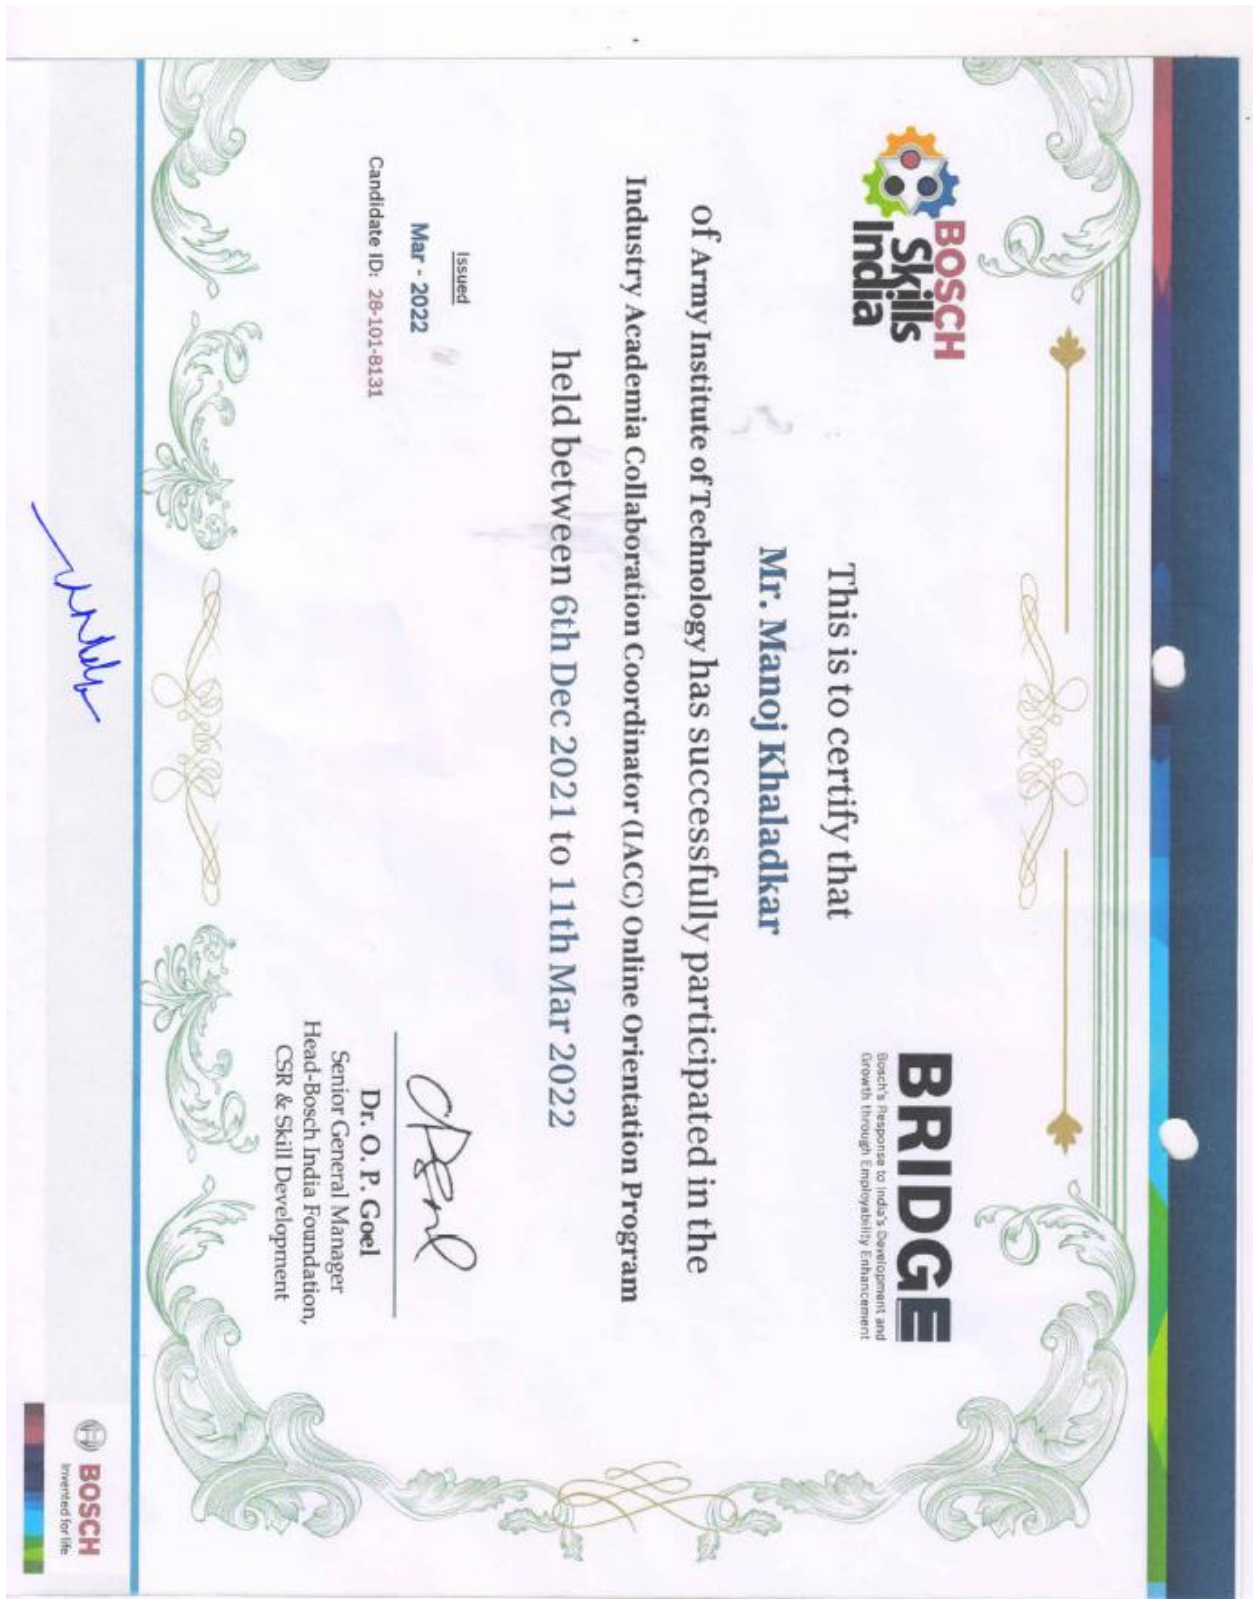 BOSCH
Skills
India
BRIDGE
Bosch's Response to India's Development and
Growth through Employability Enhancement
This is to certify that
Mr. Manoj Khaladkar
of Army Institute of Technology has successfully participated in the
Industry Academia Collaboration Coordinator (IACC) Online Orientation Program
held between 6th Dec 2021 to 11th Mar 2022
Issued
Mar - 2022
Candidate ID: 28-101-8131
Dr. O. P. Goel
Senior General Manager
Head-Bosch India Foundation,
CSR & Skill Development
BOSCH
Invented for life